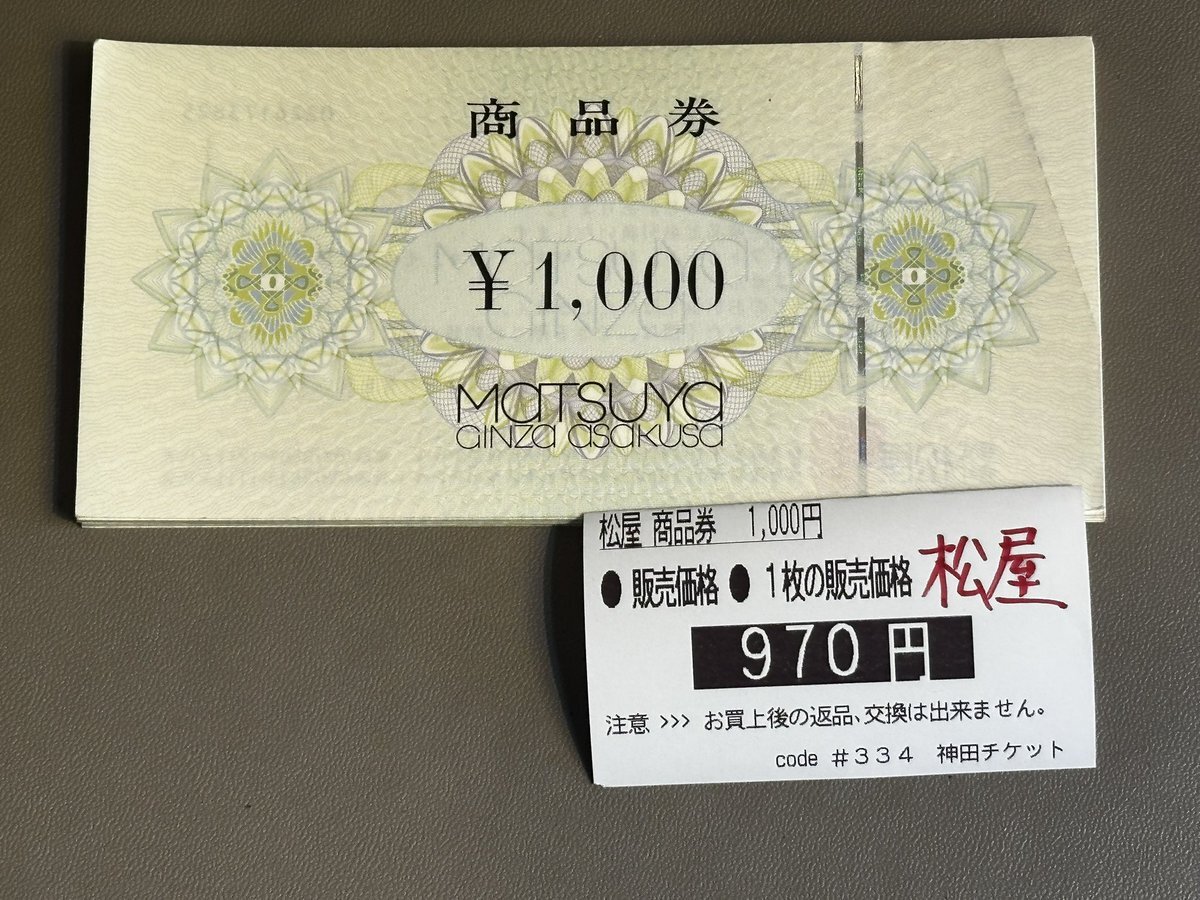 商品券
¥1,000
MATSUYA
GINZA ASAKUSA
松屋 商品券 1,000円
● 販売価格 ● 1枚の販売価格 松屋
970円
注意 >>> お買上後の返品、交換は出来ません。
code #334 神田チケット